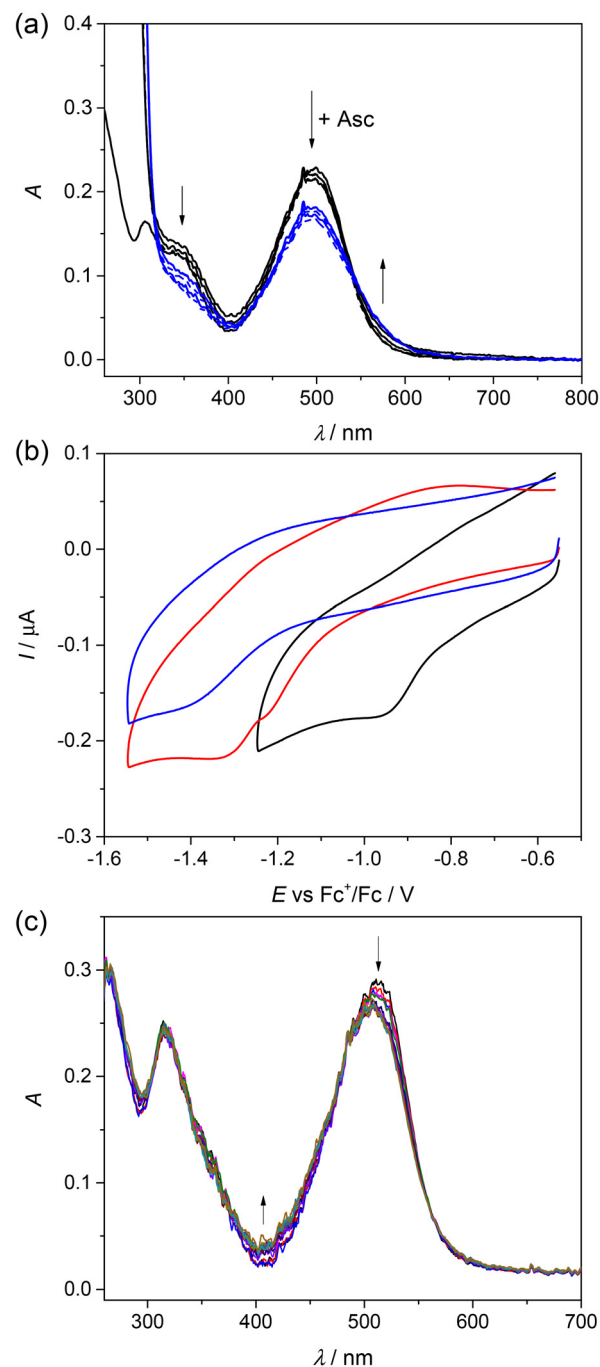 (a)
0.4
0.3
0.2
0.1
0.0
A
+ Asc
300 400 500 600 700 800
λ / nm
(b)
0.1
0.0
-0.1
-0.2
-0.3
I / μA
-1.6 -1.4 -1.2 -1.0 -0.8 -0.6
E vs Fc⁺/Fc / V
(c)
0.3
0.2
0.1
0.0
A
300 400 500 600 700
λ / nm